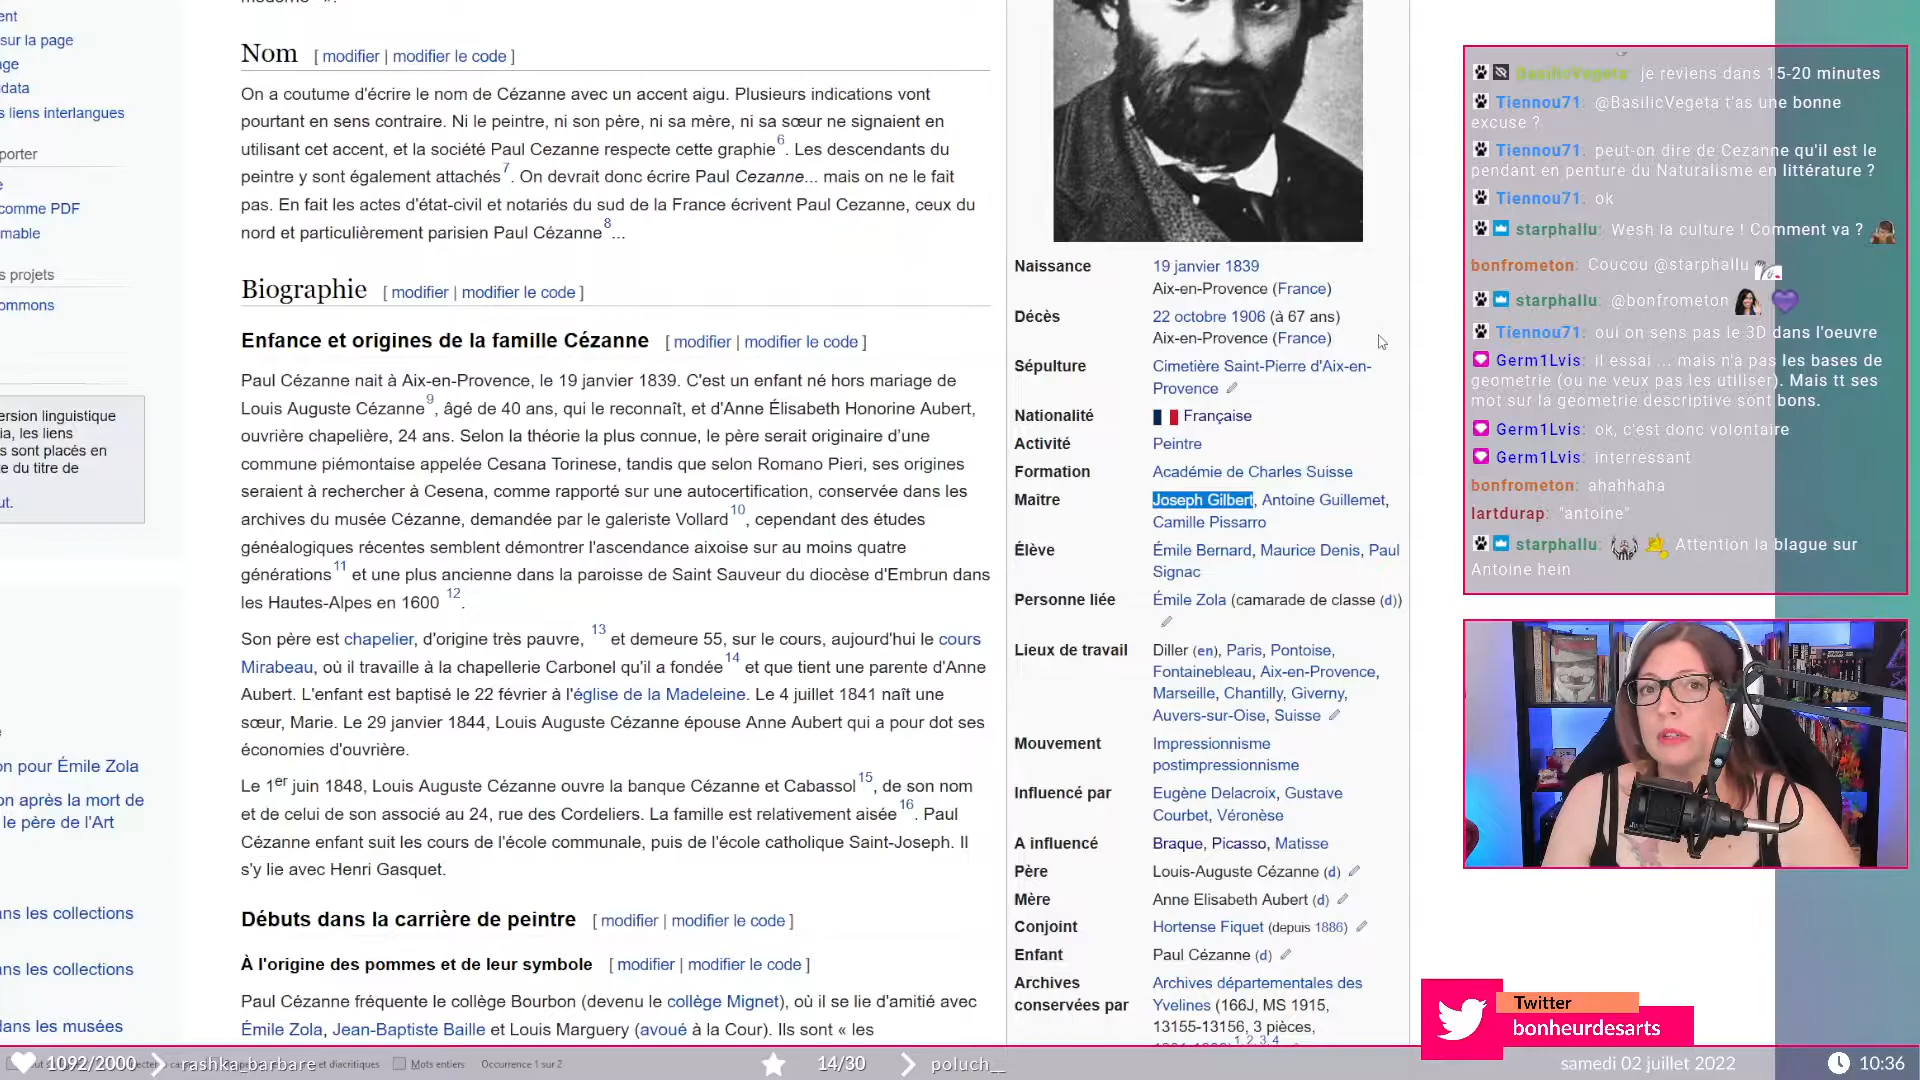 sur la page
s liens interlangues
Nom [ modifier | modifier le code ]
On a coutume d'écrire le nom de Cézanne avec un accent aigu. Plusieurs indications vont
pourtant en sens contraire. Ni le peintre, ni son père, ni sa mère, ni sa sœur ne signaient en
utilisant cet accent, et la société Paul Cezanne respecte cette graphie6. Les descendants du
peintre y sont également attachés7. On devrait donc écrire Paul Cezanne... mais on ne le fait
pas. En fait les actes d'état-civil et notariés du sud de la France écrivent Paul Cezanne, ceux du
nord et particulièrement parisien Paul Cézanne8...
comme PDF
s projets
Biographie [ modifier | modifier le code ]
Enfance et origines de la famille Cézanne [ modifier | modifier le code ]
Paul Cézanne nait à Aix-en-Provence, le 19 janvier 1839. C'est un enfant né hors mariage de
Louis Auguste Cézanne9, âgé de 40 ans, qui le reconnaît, et d'Anne Élisabeth Honorine Aubert,
ouvrière chapelière, 24 ans. Selon la théorie la plus connue, le père serait originaire d'une
commune piémontaise appelée Cesana Torinese, tandis que selon Romano Pieri, ses origines
seraient à rechercher à Cesena, comme rapporté sur une autocertification, conservée dans les
archives du musée Cézanne, demandée par le galeriste Vollard10, cependant des études
généalogiques récentes semblent démontrer l'ascendance aixoise sur au moins quatre
générations11 et une plus ancienne dans la paroisse de Saint Sauveur du diocèse d'Embrun dans
les Hautes-Alpes en 1600 12.
Son père est chapelier, d'origine très pauvre, 13 et demeure 55, sur le cours, aujourd'hui le cours
Mirabeau, où il travaille à la chapellerie Carbonel qu'il a fondée14 et que tient une parente d'Anne
Aubert. L'enfant est baptisé le 22 février à l'église de la Madeleine. Le 4 juillet 1841 naît une
sœur, Marie. Le 29 janvier 1844, Louis Auguste Cézanne épouse Anne Aubert qui a pour dot ses
économies d'ouvrière.
Le 1er juin 1848, Louis Auguste Cézanne ouvre la banque Cézanne et Cabassol15, de son nom
et de celui de son associé au 24, rue des Cordeliers. La famille est relativement aisée16. Paul
Cézanne enfant suit les cours de l'école communale, puis de l'école catholique Saint-Joseph. Il
s'y lie avec Henri Gasquet.
Débuts dans la carrière de peintre [ modifier | modifier le code ]
À l'origine des pommes et de leur symbole [ modifier | modifier le code ]
Paul Cézanne fréquente le collège Bourbon (devenu le collège Mignet), où il se lie d'amitié avec
Émile Zola, Jean-Baptiste Baille et Louis Marguery (avoué à la Cour). Ils sont « les
ersion linguistique
ia, les liens
s sont placés en
e du titre de
ut.
on pour Émile Zola
on après la mort de
le père de l'Art
ans les collections
ans les collections
dans les musées
Naissance 19 janvier 1839
Aix-en-Provence (France)
Décès 22 octobre 1906 (à 67 ans)
Aix-en-Provence (France)
Sépulture Cimetière Saint-Pierre d'Aix-en-
Provence
Nationalité Française
Activité Peintre
Formation Académie de Charles Suisse
Maître Joseph Gilbert, Antoine Guillemet,
Camille Pissarro
Élève Émile Bernard, Maurice Denis, Paul
Signac
Personne liée Émile Zola (camarade de classe (d))
Lieux de travail Diller (en), Paris, Pontoise,
Fontainebleau, Aix-en-Provence,
Marseille, Chantilly, Giverny,
Auvers-sur-Oise, Suisse
Mouvement Impressionnisme
postimpressionnisme
Influencé par Eugène Delacroix, Gustave
Courbet, Véronèse
A influencé Braque, Picasso, Matisse
Père Louis-Auguste Cézanne (d)
Mère Anne Elisabeth Aubert (d)
Conjoint Hortense Fiquet (depuis 1886)
Enfant Paul Cézanne (d)
Archives Archives départementales des
conservées par Yvelines (166J, MS 1915,
13155-13156, 3 pièces,
1, 2, 3, 4
BasilicVegeta: je reviens dans 15-20 minutes
Tiennou71: @BasilicVegeta t'as une bonne
excuse ?
Tiennou71: peut-on dire de Cezanne qu'il est le
pendant en penture du Naturalisme en littérature ?
Tiennou71: ok
starphallu: Wesh la culture ! Comment va ?
bonfrometon: Coucou @starphallu
starphallu: @bonfrometon
Tiennou71: oui on sens pas le 3D dans l'oeuvre
Germ1Lvis: il essai ... mais n'a pas les bases de
geometrie (ou ne veux pas les utiliser). Mais tt ses
mot sur la geometrie descriptive sont bons.
Germ1Lvis: ok, c'est donc volontaire
Germ1Lvis: interressant
bonfrometon: ahahhaha
lartdurap: "antoine"
starphallu: Attention la blague sur
Antoine hein
Twitter
bonheurdesarts
1092/2000 rashka_barbare
et diacritiques Mots entiers Occurrence 1 sur 2
14/30 poluch__
samedi 02 juillet 2022 10:36